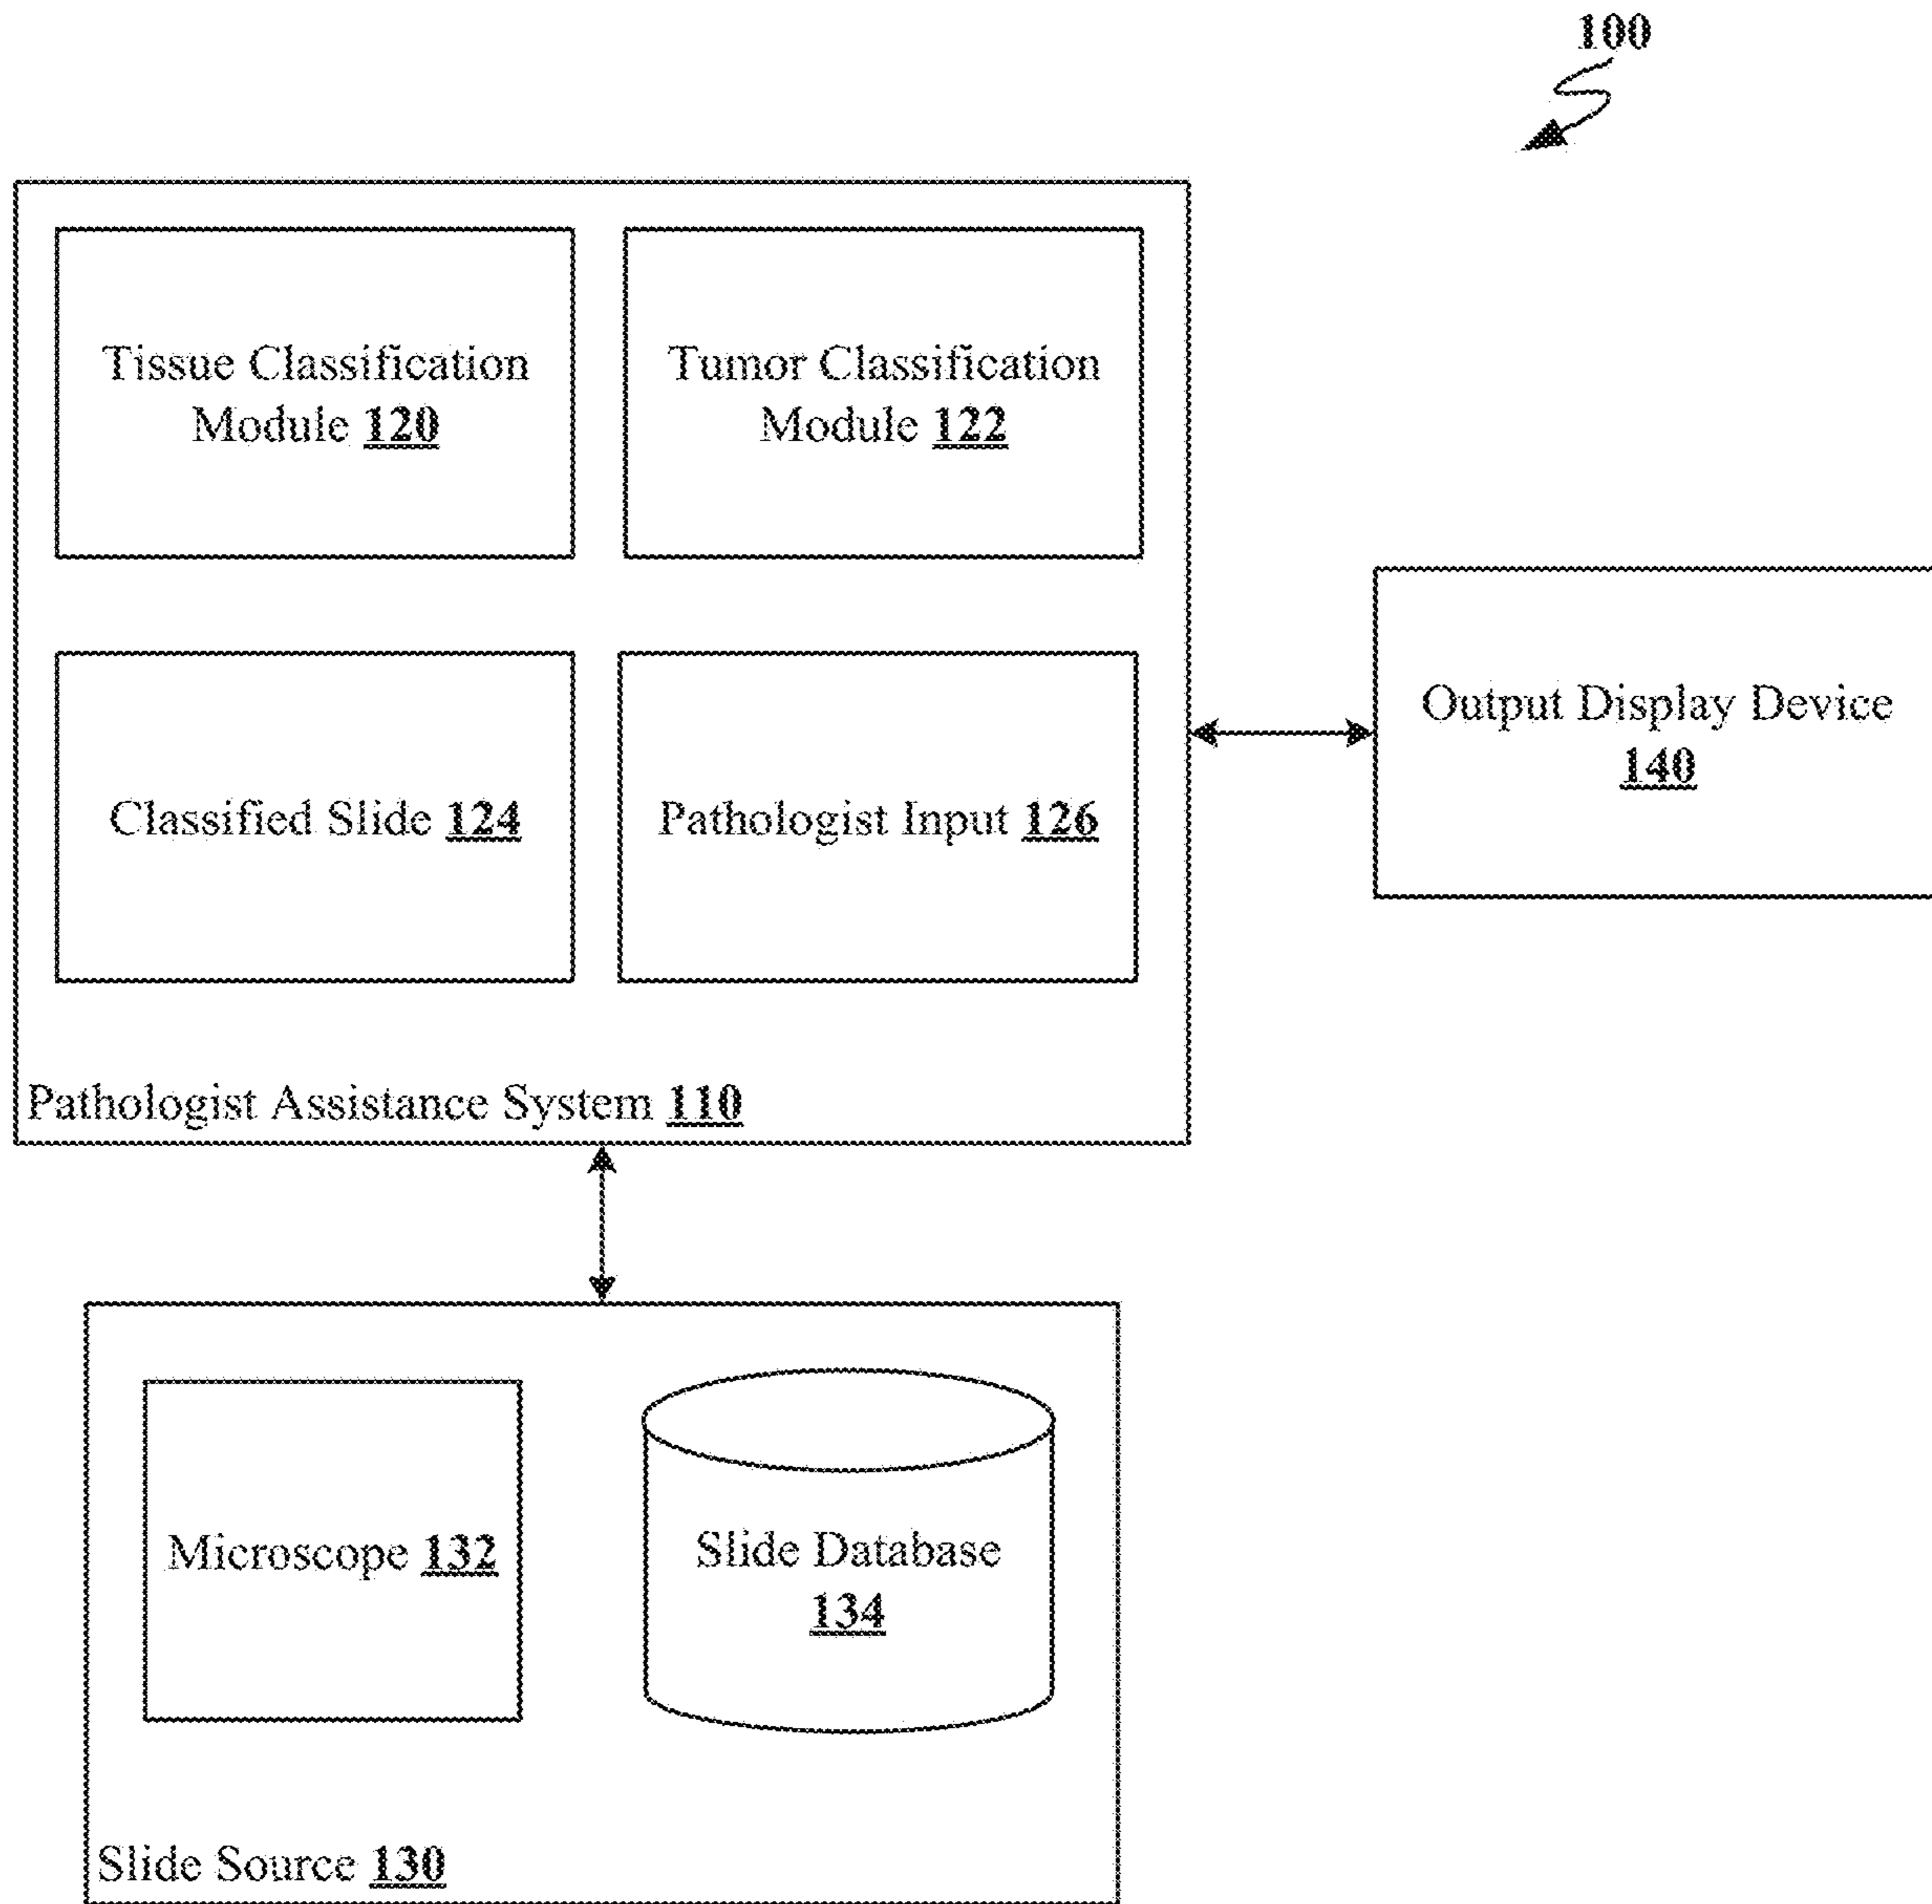 100
Tissue Classification
Module 120
Tumor Classification
Module 122
Classified Slide 124
Pathologist Input 126
Pathologist Assistance System 110
Output Display Device
140
Microscope 132
Slide Database
134
Slide Source 130